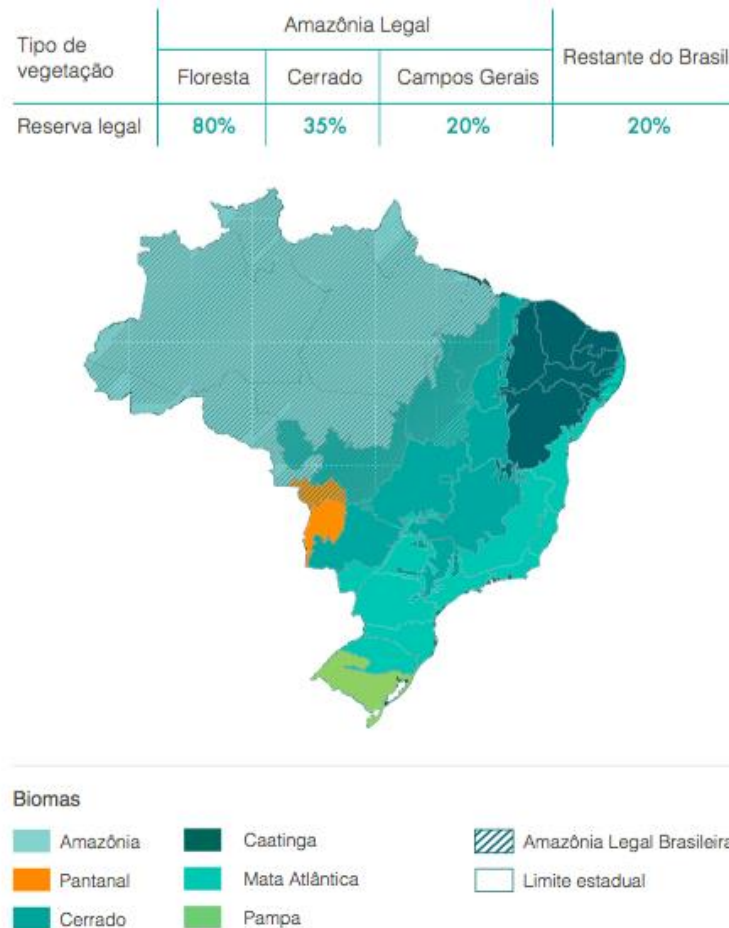 Tipo de vegetação
Amazônia Legal
Restante do Brasil
Floresta
Cerrado
Campos Gerais
Reserva legal
80%
35%
20%
20%
Biomas
Amazônia
Caatinga
Amazônia Legal Brasileira
Pantanal
Mata Atlântica
Limite estadual
Cerrado
Pampa